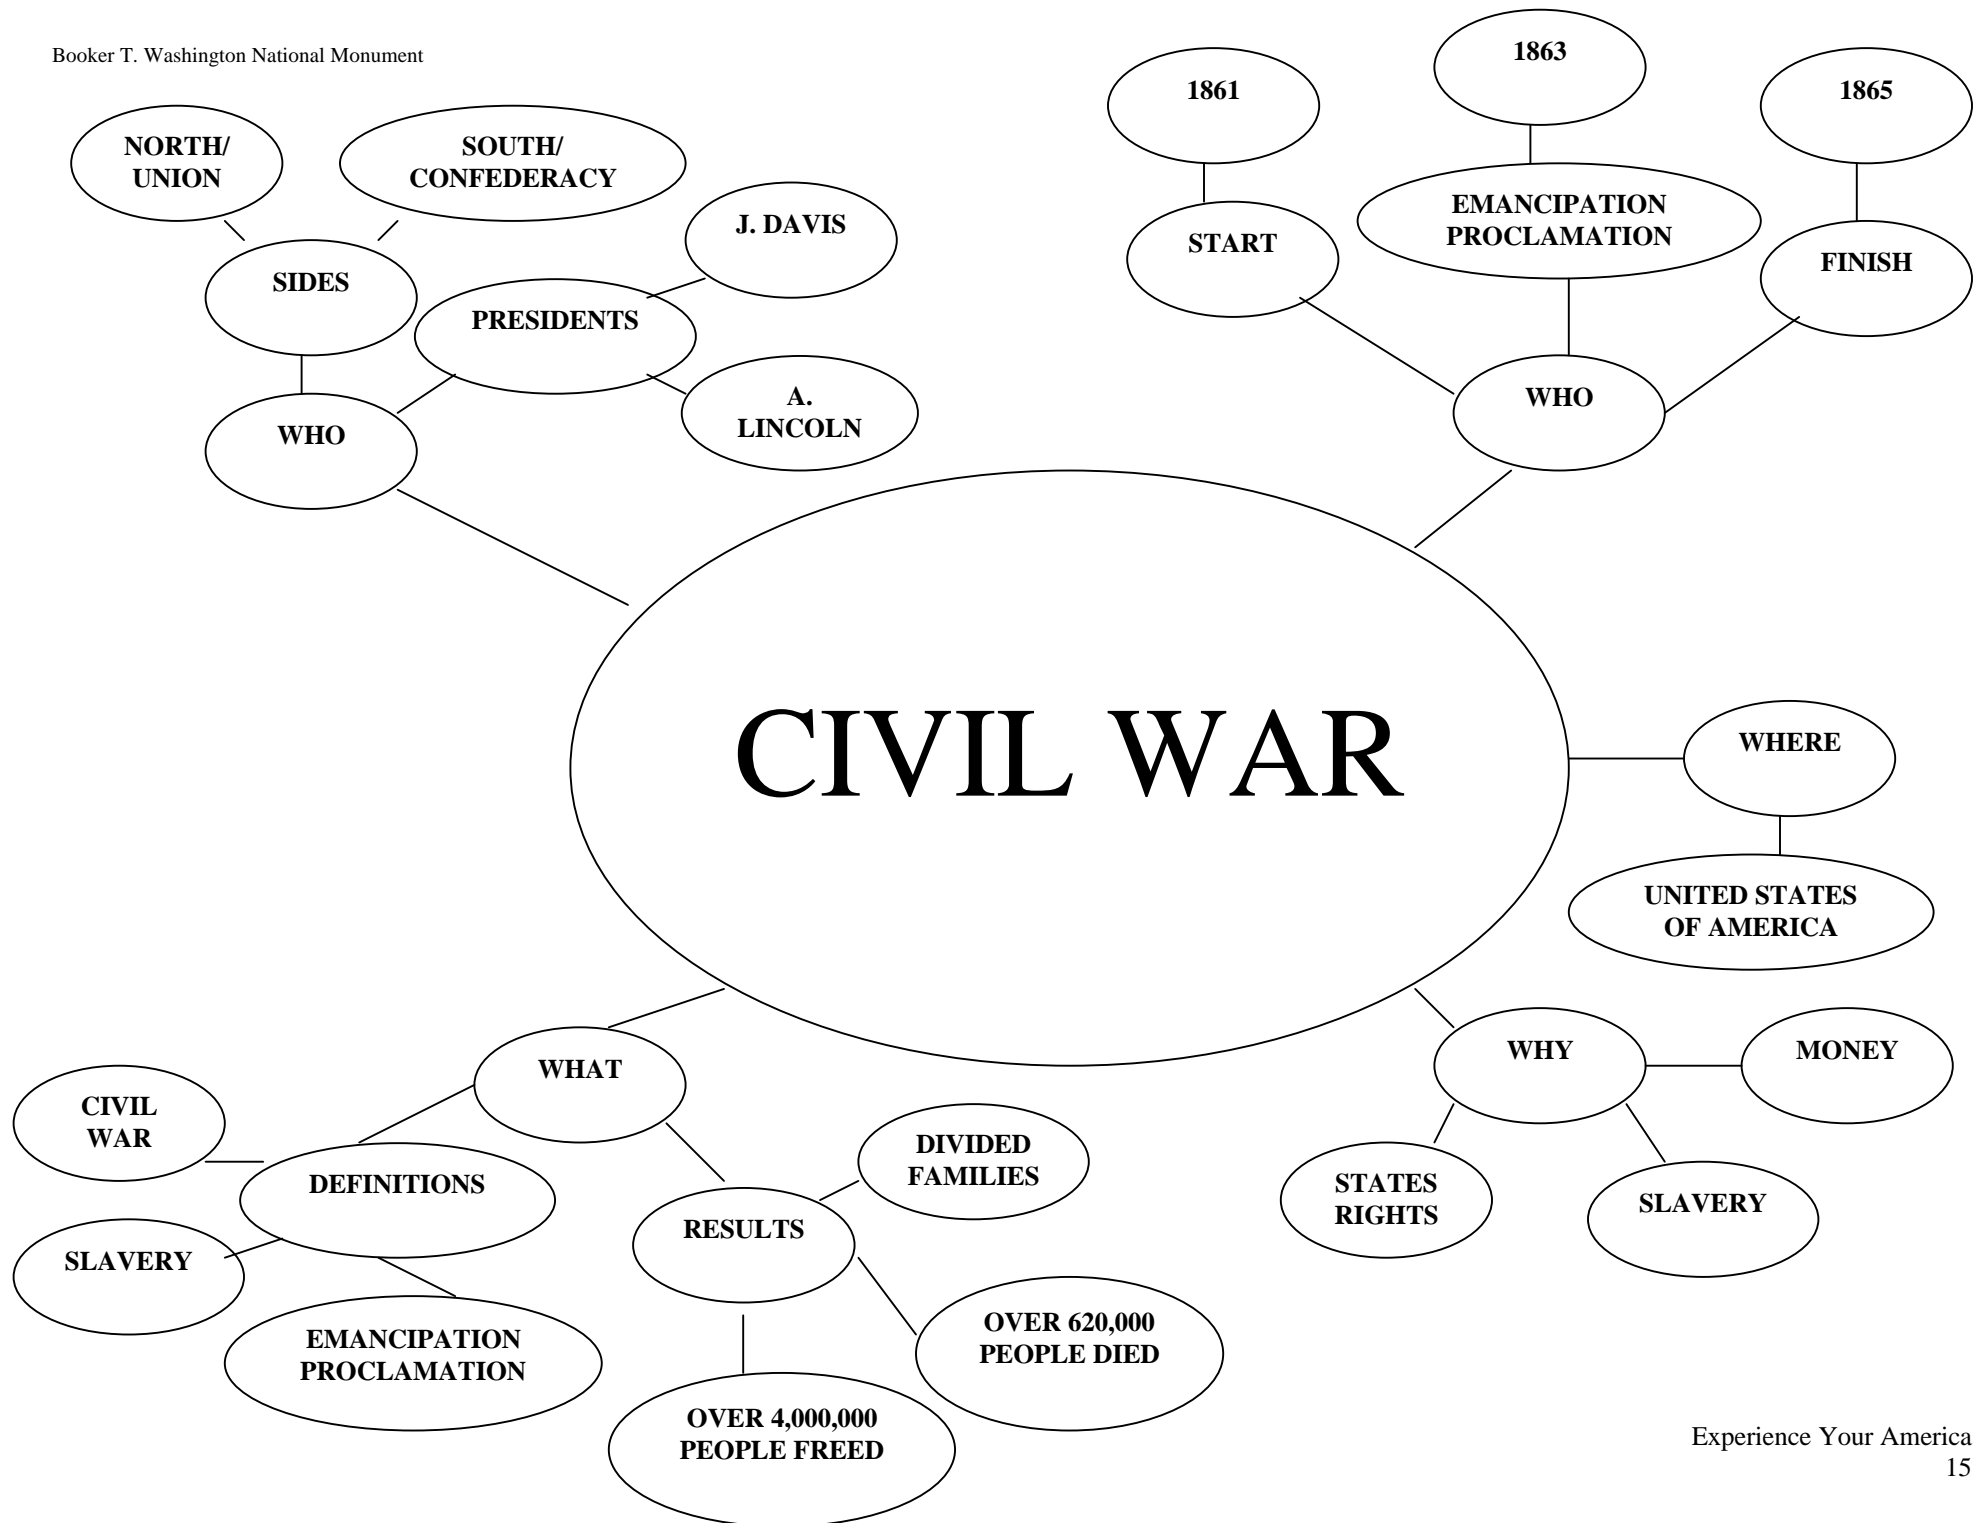 Booker T. Washington National Monument
NORTH/
UNION
SOUTH/
CONFEDERACY
SIDES
J. DAVIS
PRESIDENTS
A.
LINCOLN
WHO
1861
1863
1865
START
EMANCIPATION
PROCLAMATION
FINISH
WHO
CIVIL WAR
WHERE
UNITED STATES
OF AMERICA
WHY
MONEY
STATES
RIGHTS
SLAVERY
WHAT
CIVIL
WAR
DEFINITIONS
SLAVERY
EMANCIPATION
PROCLAMATION
DIVIDED
FAMILIES
RESULTS
OVER 620,000
PEOPLE DIED
OVER 4,000,000
PEOPLE FREED
Experience Your America
15